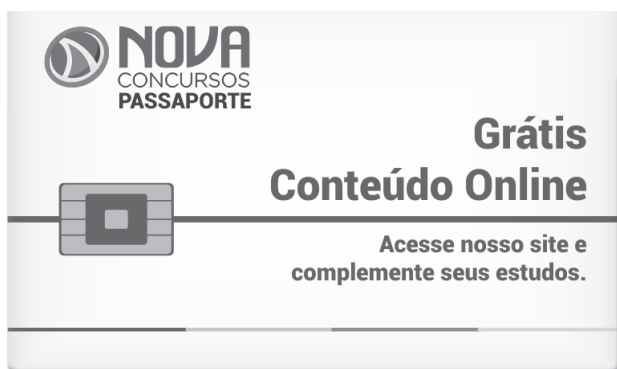 NOVA
CONCURSOS
PASSAPORTE
Grátis
Conteúdo Online
Acesse nosso site e
complemente seus estudos.